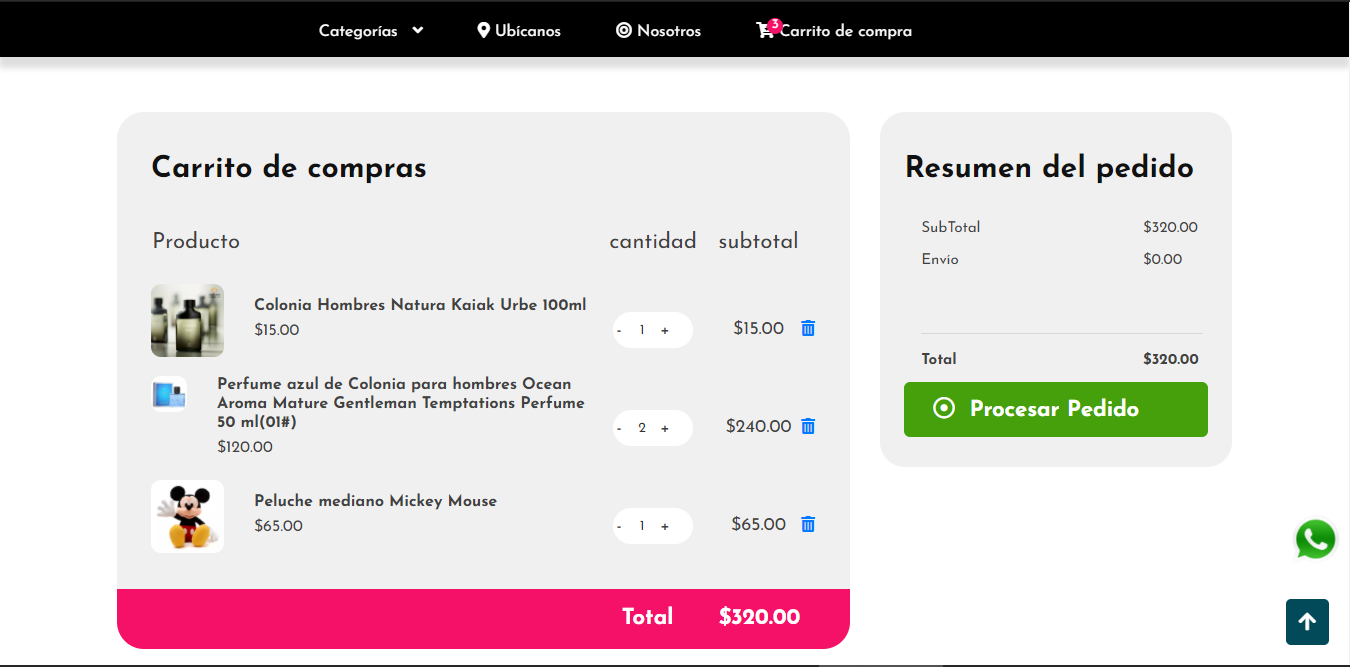 Categorías
Ubícanos
Nosotros
3
Carrito de compra
Carrito de compras
Producto cantidad subtotal
Colonia Hombres Natura Kaiak Urbe 100ml
$15.00
- 1 + $15.00
Perfume azul de Colonia para hombres Ocean
Aroma Mature Gentleman Temptations Perfume
50 ml(01#)
$120.00
- 2 + $240.00
Peluche mediano Mickey Mouse
$65.00
- 1 + $65.00
Total $320.00
Resumen del pedido
SubTotal $320.00
Envío $0.00
Total $320.00
Procesar Pedido